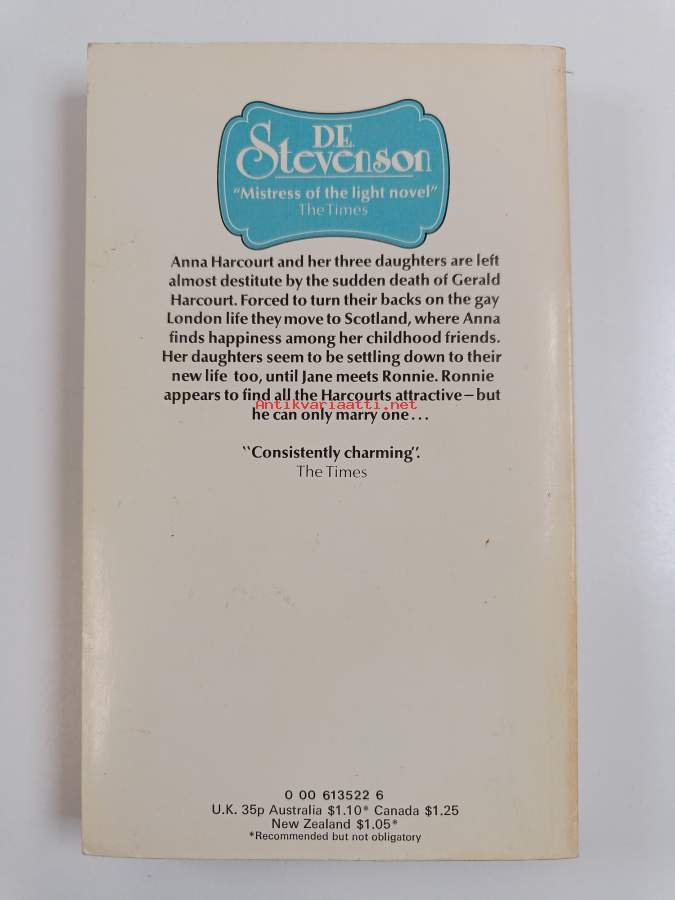 D.E.
Stevenson
"Mistress of the light novel"
The Times
Anna Harcourt and her three daughters are left
almost destitute by the sudden death of Gerald
Harcourt. Forced to turn their backs on the gay
London life they move to Scotland, where Anna
finds happiness among her childhood friends.
Her daughters seem to be settling down to their
new life too, until Jane meets Ronnie. Ronnie
appears to find all the Harcourts attractive—but
Antikvariaatti.net
he can only marry one...
"Consistently charming".
The Times
0 00 613522 6
U.K. 35p Australia $1.10* Canada $1.25
New Zealand $1.05*
*Recommended but not obligatory